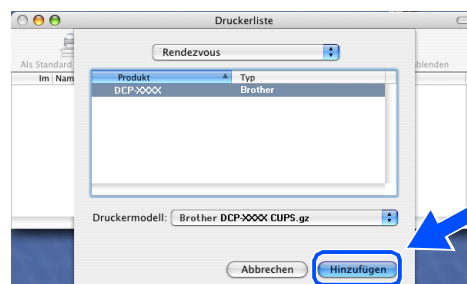 Druckerliste
Rendezvous
Als Standard
blenden
Im Nam
Produkt Typ
DCP-XXXX Brother
Druckermodell: Brother DCP-XXXX CUPS.gz
Abbrechen Hinzufügen